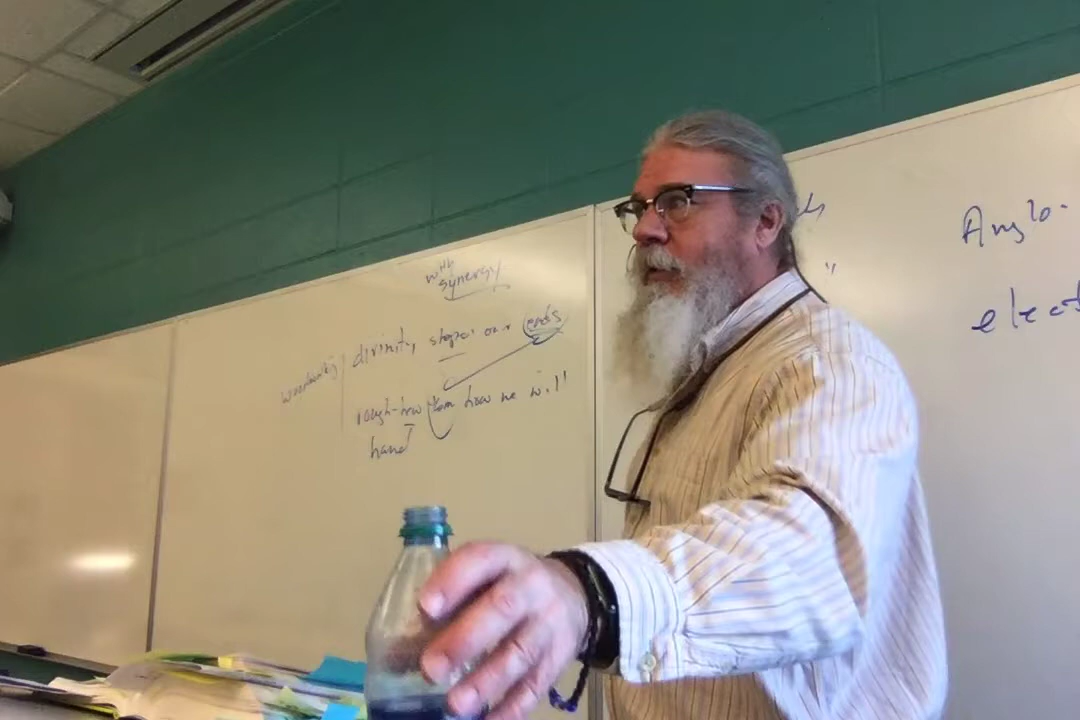 with
synergy
divinity shapes our ends
rough-hew them how we will
hand
"
Anglo-
elect